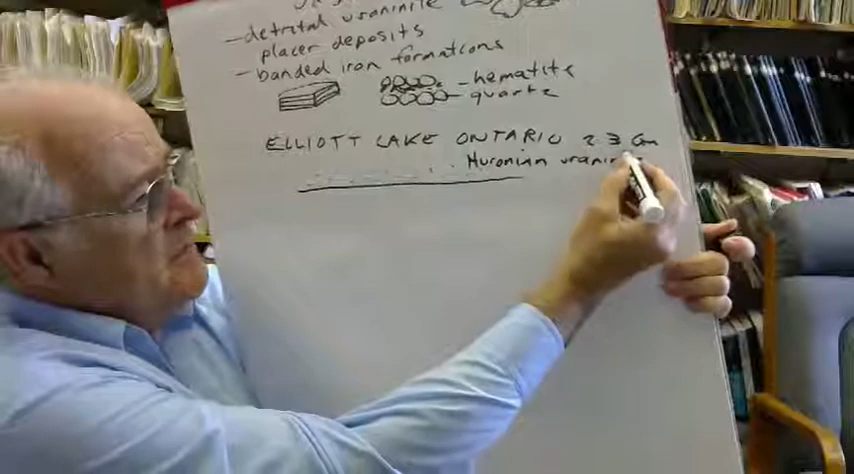 - detrital uraninite
placer deposits
- banded iron formations
- hematite
- quartz
ELLIOTT LAKE ONTARIO 2.3 Ga
Huronian